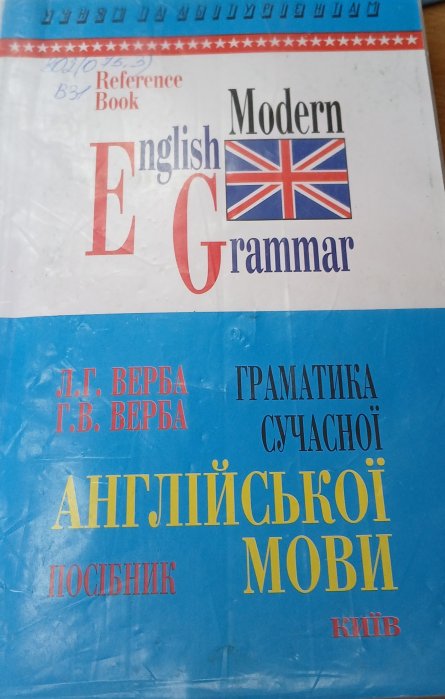 Reference
Book
Modern
English
Grammar
Л.Г. ВЕРБА
Г.В. ВЕРБА
ГРАМАТИКА
СУЧАСНОЇ
АНГЛІЙСЬКОЇ
МОВИ
ПОСІБНИК
КИЇВ